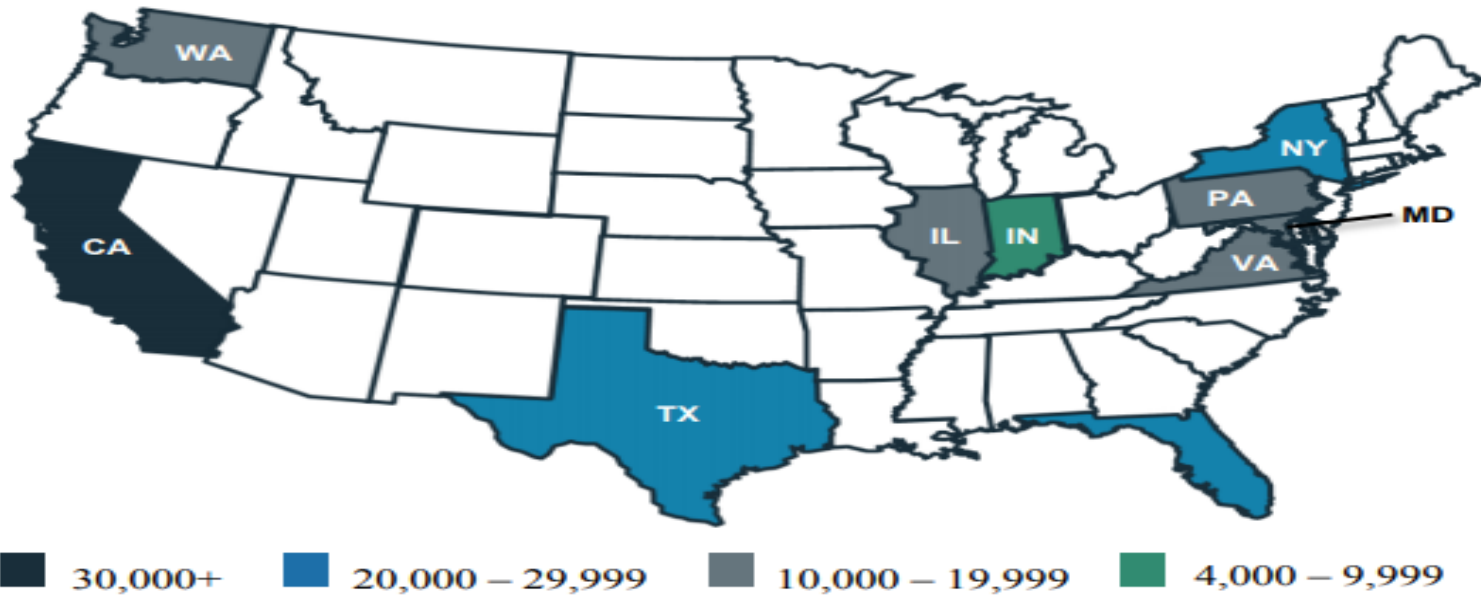 WA
NY
PA
MD
CA
IL
IN
VA
TX
30,000+
20,000 – 29,999
10,000 – 19,999
4,000 – 9,999